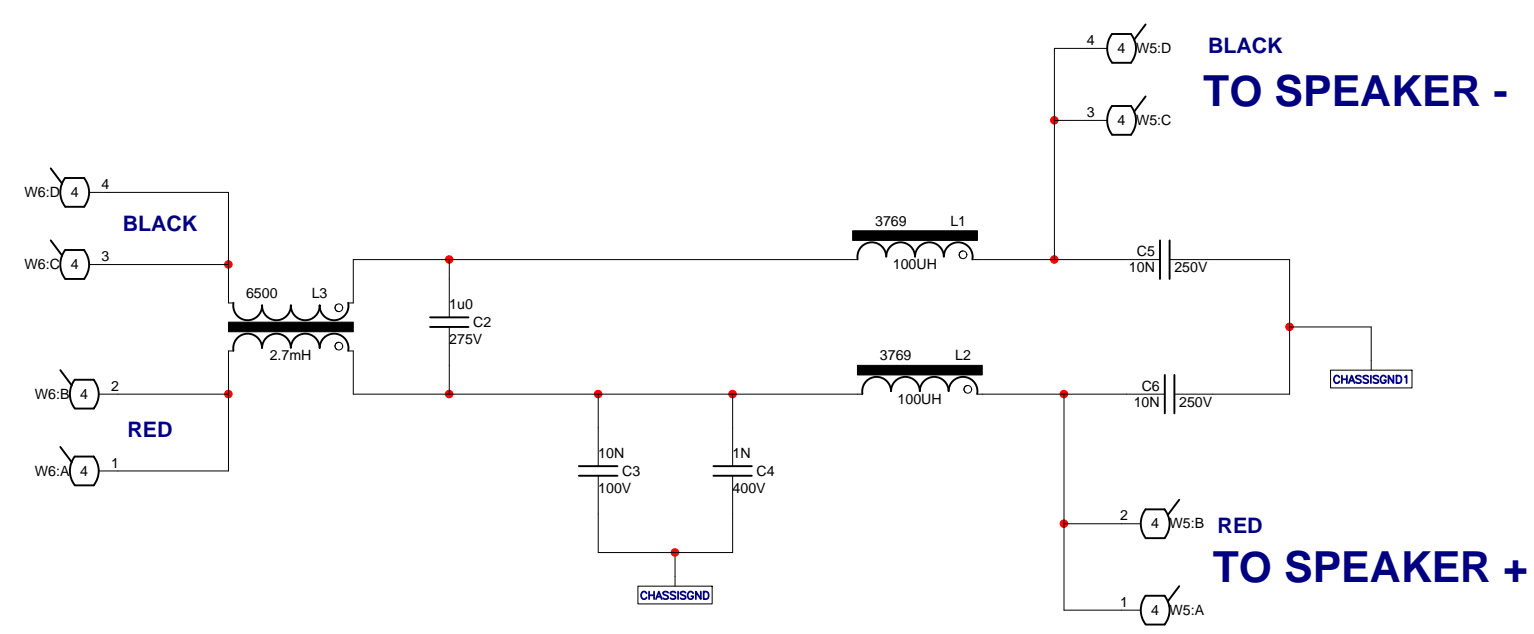 4 4 W5:D BLACK
TO SPEAKER -
3 4 W5:C
W6:D 4 4
BLACK
W6:C 4 3
3769 L1
100UH
C5
10N 250V
6500 L3
2.7mH
1u0
C2
275V
3769 L2
100UH
CHASSISGND1
C6
10N 250V
W6:B 4 2
RED
W6:A 4 1
10N
C3
100V
1N
C4
400V
2 4 W5:B RED
TO SPEAKER +
CHASSISGND
1 4 W5:A